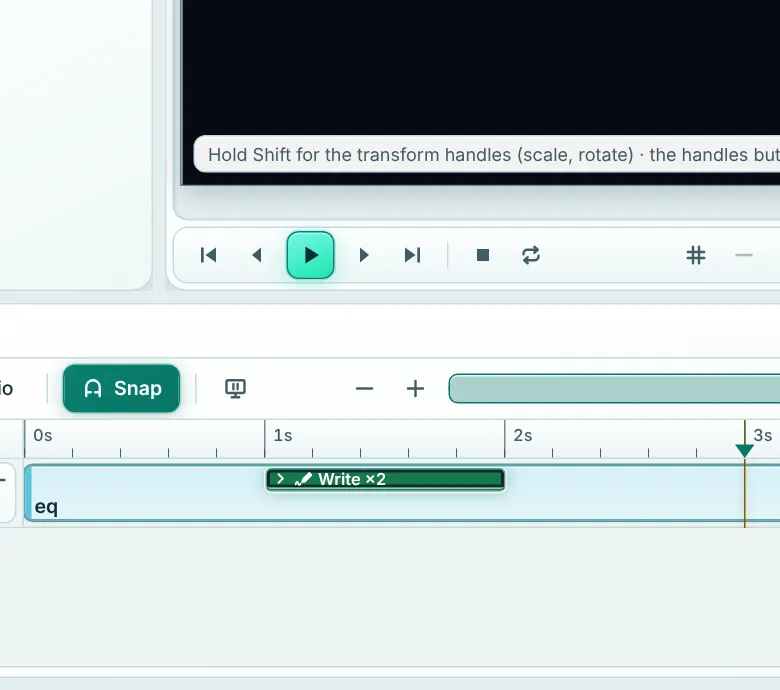 Hold Shift for the transform handles (scale, rotate) · the handles but
io
Snap
0s
1s
2s
3s
Write ×2
eq